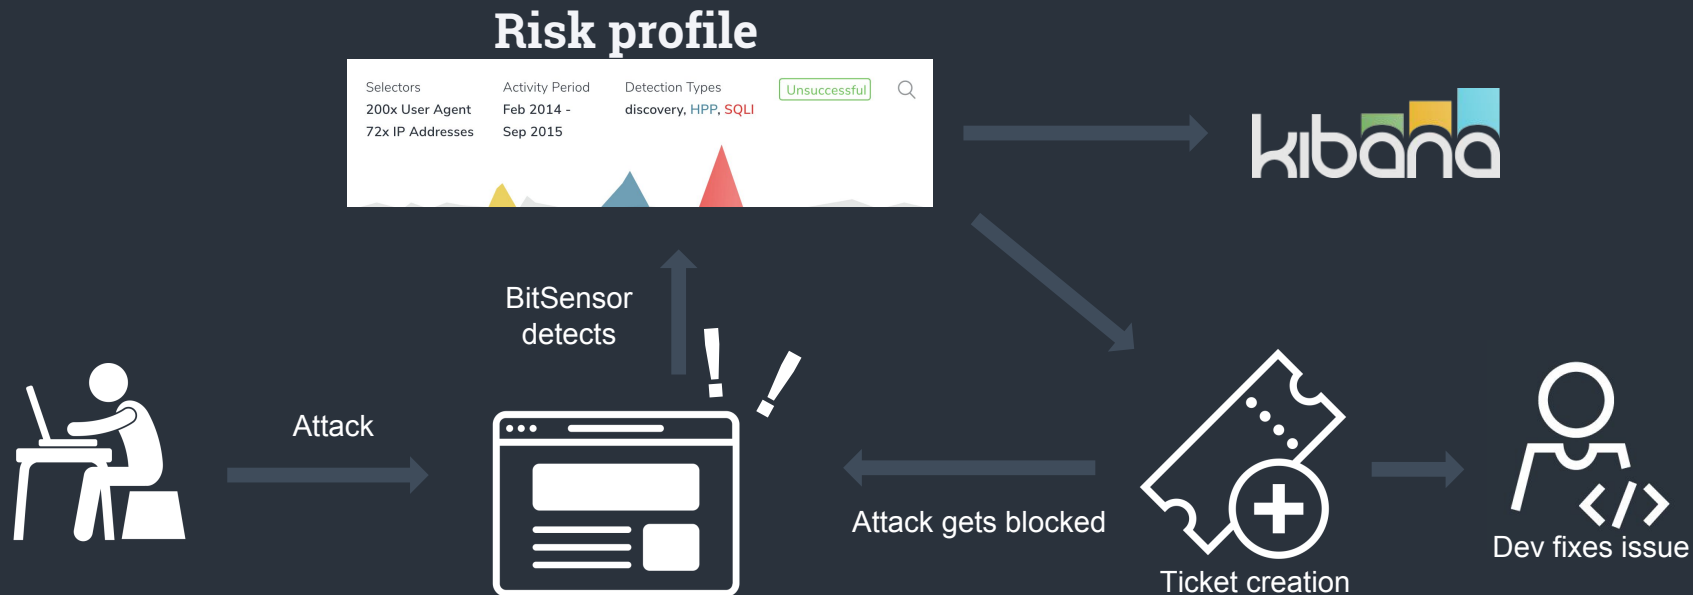 Risk profile
Selectors
200x User Agent
72x IP Addresses
Activity Period
Feb 2014 -
Sep 2015
Detection Types
discovery, HPP, SQLI
Unsuccessful
kibana
BitSensor
detects
! !
Attack
Attack gets blocked
</>
Dev fixes issue
Ticket creation